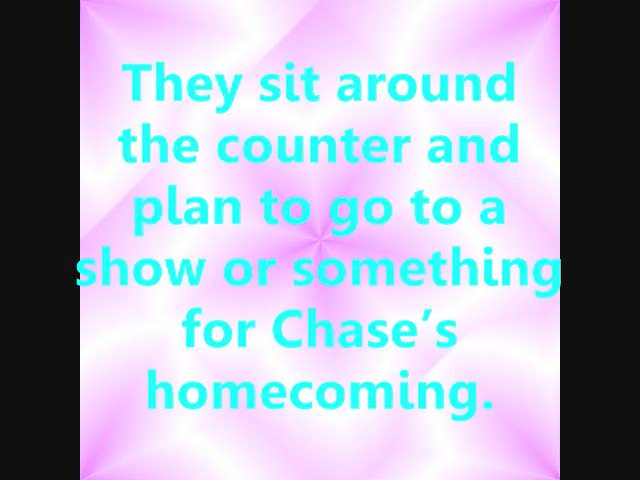 They sit around
the counter and
plan to go to a
show or something
for Chase’s
homecoming.